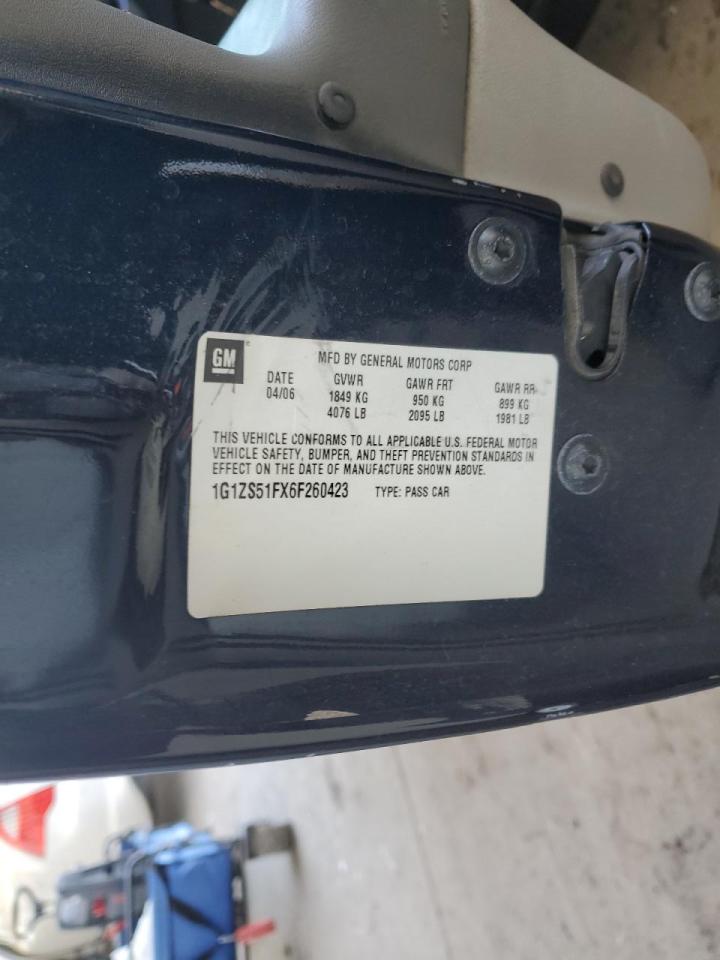 GM
MFD BY GENERAL MOTORS CORP
DATE GVWR GAWR FRT GAWR RR
04/06 1849 KG 950 KG 899 KG
4076 LB 2095 LB 1981 LB
THIS VEHICLE CONFORMS TO ALL APPLICABLE U.S. FEDERAL MOTOR
VEHICLE SAFETY, BUMPER, AND THEFT PREVENTION STANDARDS IN
EFFECT ON THE DATE OF MANUFACTURE SHOWN ABOVE.
1G1ZS51FX6F260423 TYPE: PASS CAR